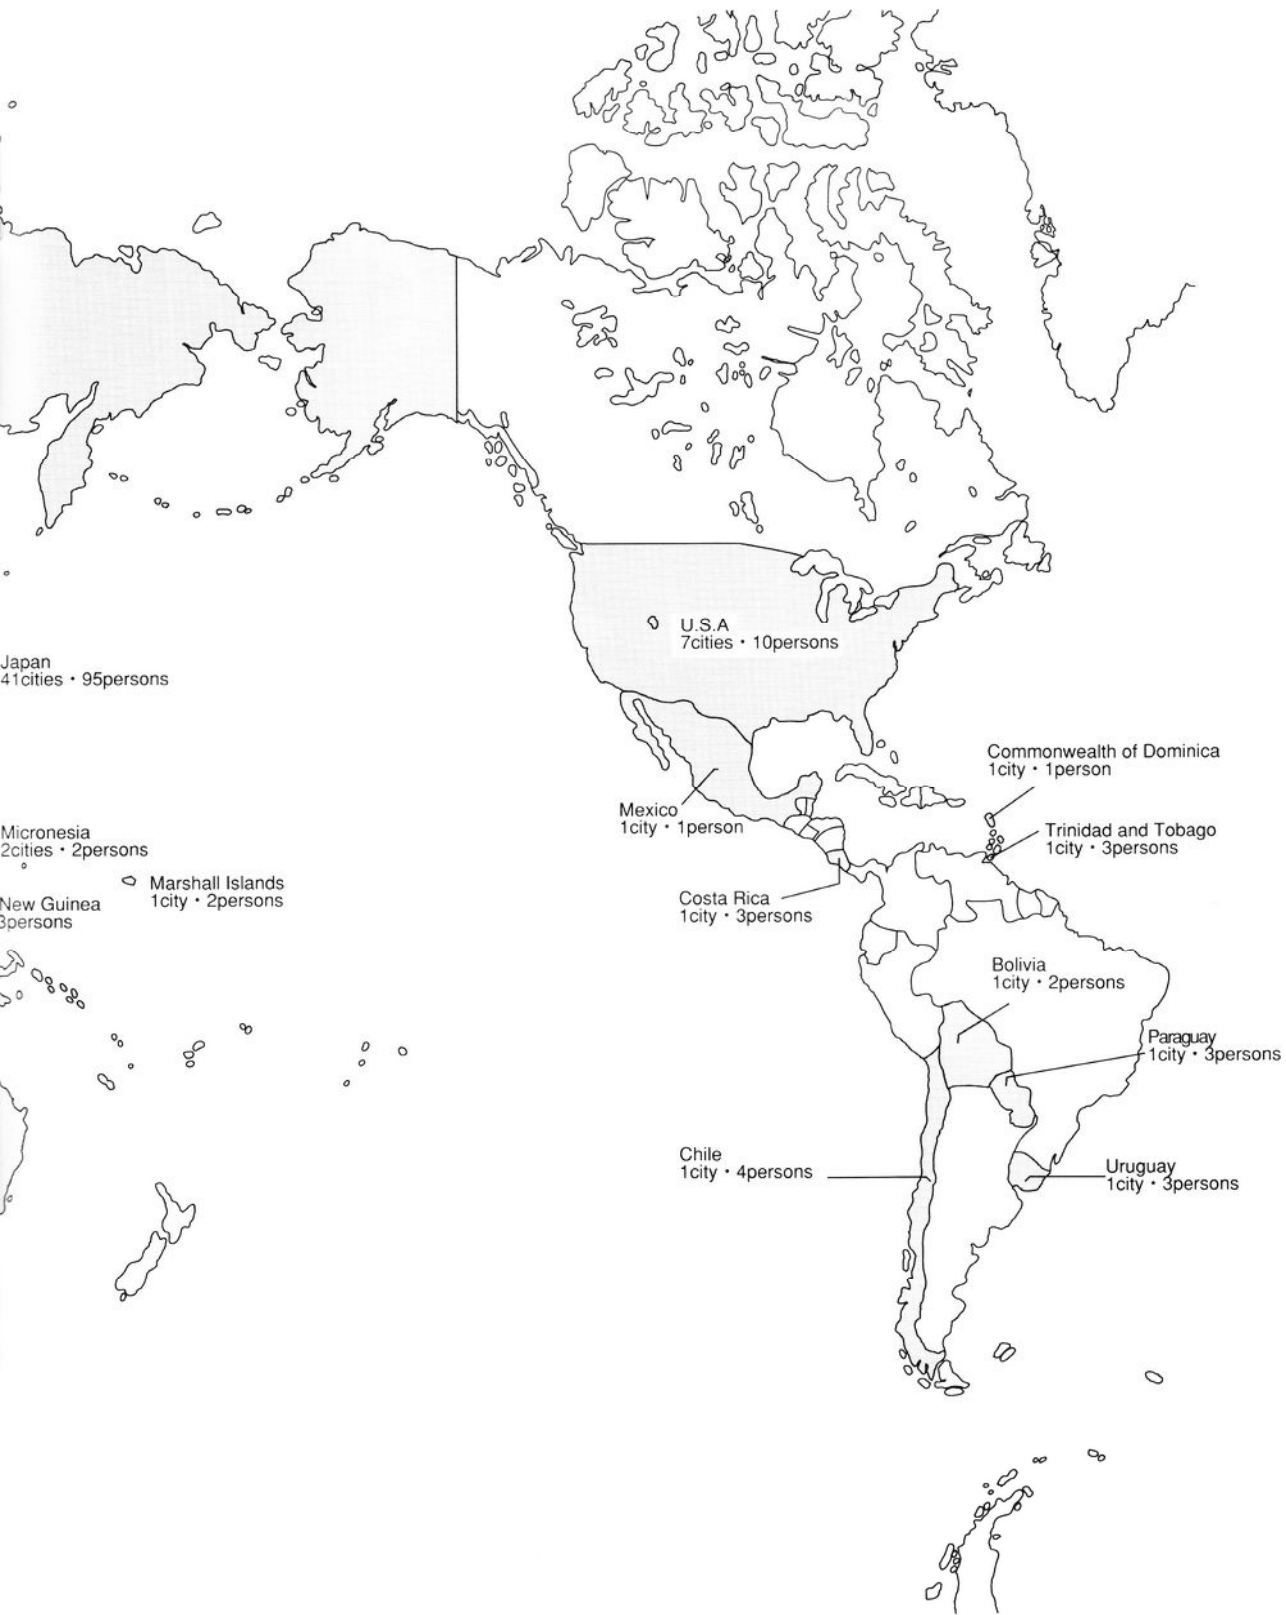 U.S.A
7cities・10persons
Japan
41cities・95persons
Commonwealth of Dominica
1city・1person
Mexico
1city・1person
Micronesia
2cities・2persons
Trinidad and Tobago
1city・3persons
Marshall Islands
1city・2persons
New Guinea
3persons
Costa Rica
1city・3persons
Bolivia
1city・2persons
Paraguay
1city・3persons
Chile
1city・4persons
Uruguay
1city・3persons